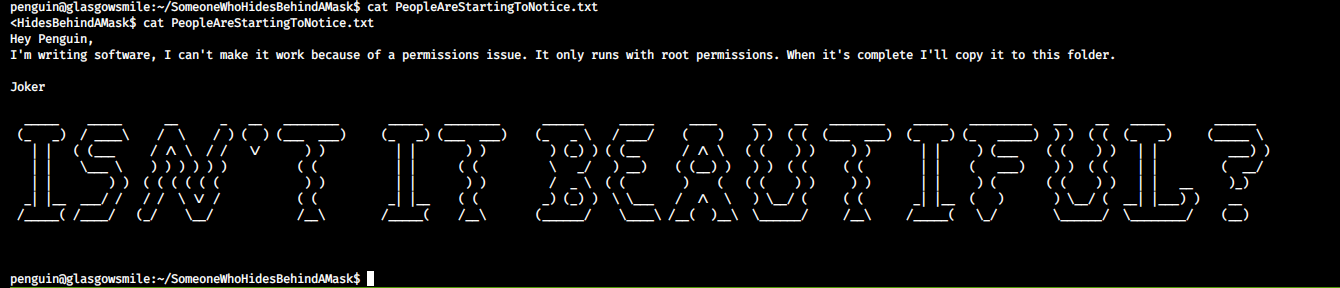 penguin@glasgowsmile:~/SomeoneWhoHidesBehindAMask$ cat PeopleAreStartingToNotice.txt
<HidesBehindAMask$ cat PeopleAreStartingToNotice.txt
Hey Penguin,
I'm writing software, I can't make it work because of a permissions issue. It only runs with root permissions. When it's complete I'll copy it to this folder.
Joker
ISN'T IT BEAUTIFUL ?
penguin@glasgowsmile:~/SomeoneWhoHidesBehindAMask$